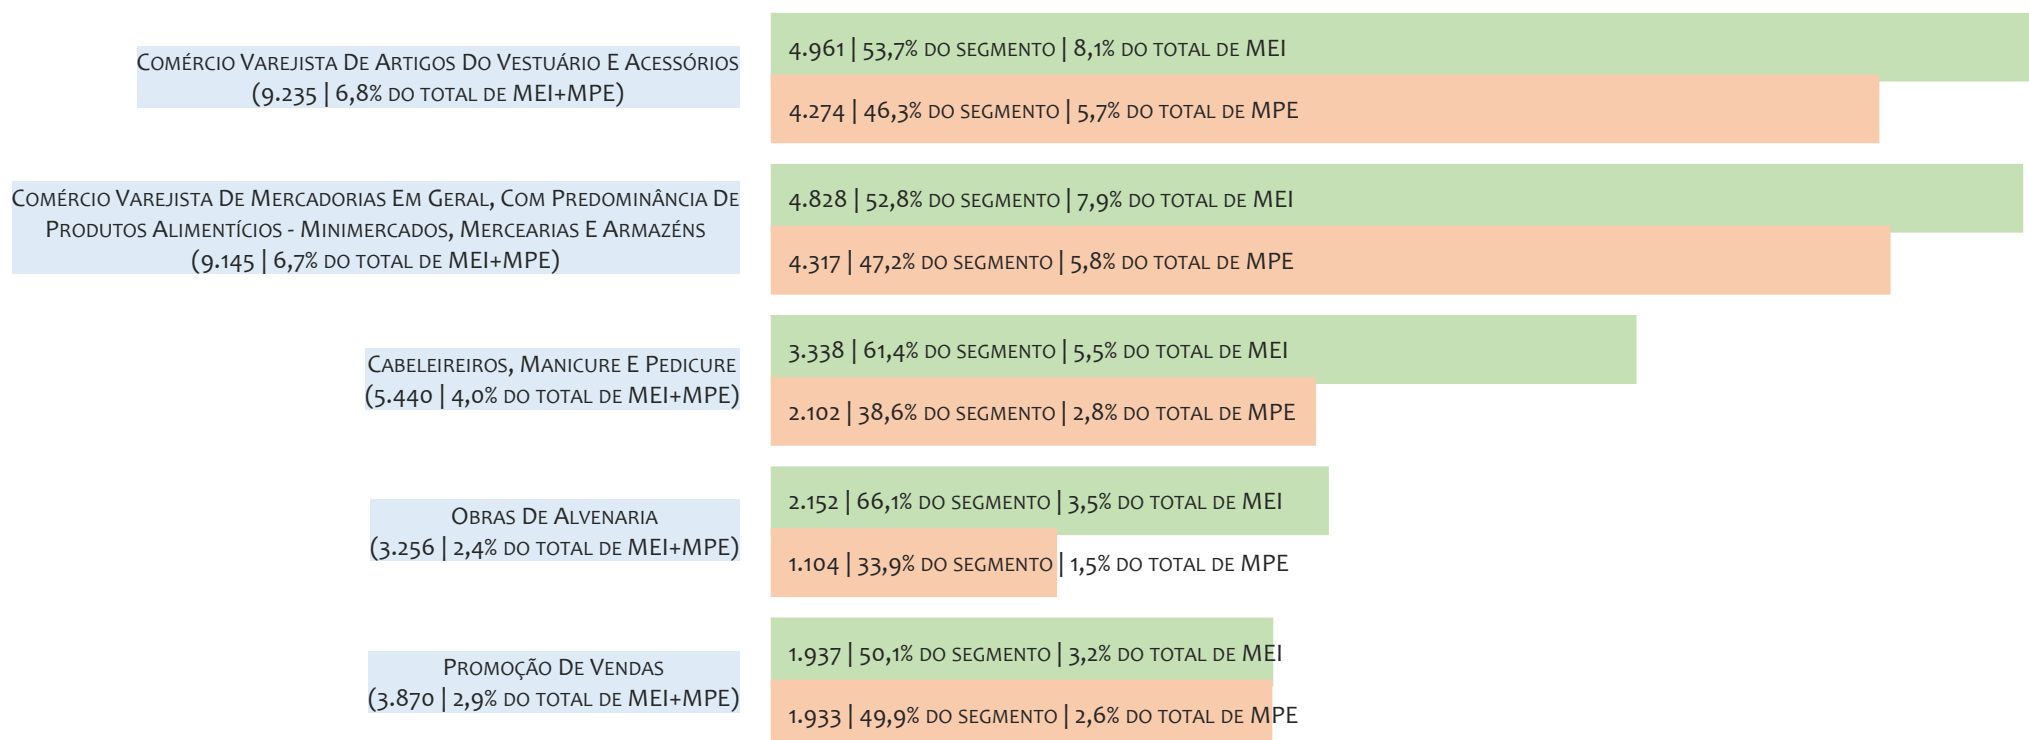 Comércio Varejista De Artigos Do Vestuário E Acessórios
(9.235 | 6,8% do total de MEI+MPE)
4.961 | 53,7% do segmento | 8,1% do total de MEI
4.274 | 46,3% do segmento | 5,7% do total de MPE
Comércio Varejista De Mercadorias Em Geral, Com Predominância De
Produtos Alimentícios - Minimercados, Mercearias E Armazéns
(9.145 | 6,7% do total de MEI+MPE)
4.828 | 52,8% do segmento | 7,9% do total de MEI
4.317 | 47,2% do segmento | 5,8% do total de MPE
Cabeleireiros, Manicure E Pedicure
(5.440 | 4,0% do total de MEI+MPE)
3.338 | 61,4% do segmento | 5,5% do total de MEI
2.102 | 38,6% do segmento | 2,8% do total de MPE
Obras De Alvenaria
(3.256 | 2,4% do total de MEI+MPE)
2.152 | 66,1% do segmento | 3,5% do total de MEI
1.104 | 33,9% do segmento | 1,5% do total de MPE
Promoção De Vendas
(3.870 | 2,9% do total de MEI+MPE)
1.937 | 50,1% do segmento | 3,2% do total de MEI
1.933 | 49,9% do segmento | 2,6% do total de MPE